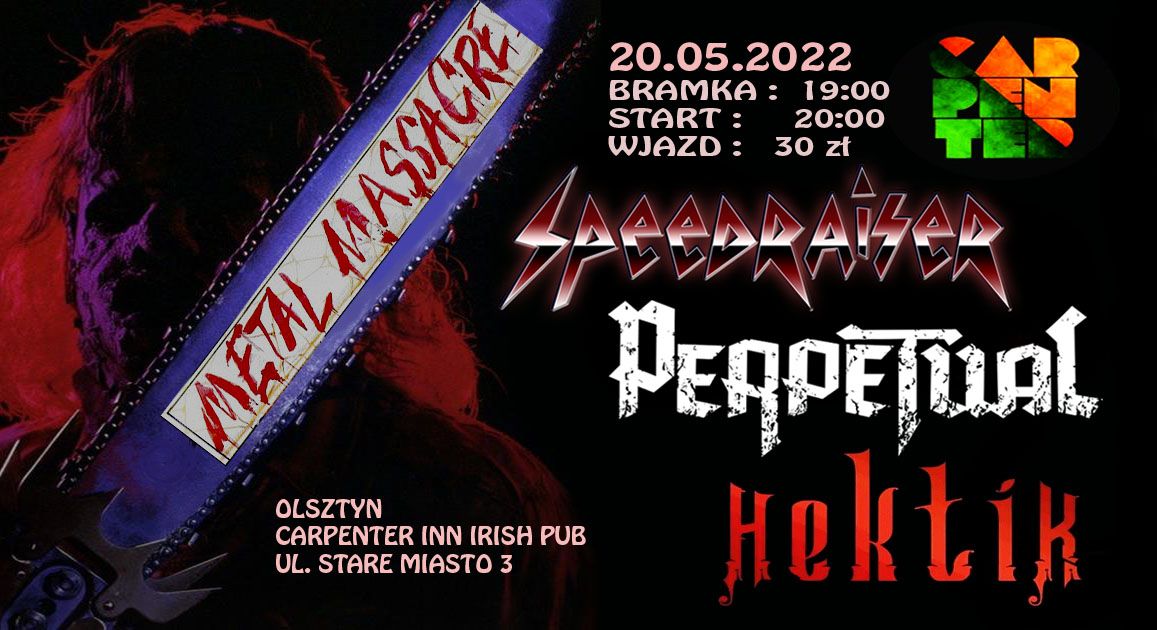 METAL MASSACRE
20.05.2022
BRAMKA : 19:00
START : 20:00
WJAZD : 30 zł
CAR
PEN
TER
SPEEDRAISER
PERPETUAL
Hektik
OLSZTYN
CARPENTER INN IRISH PUB
UL. STARE MIASTO 3